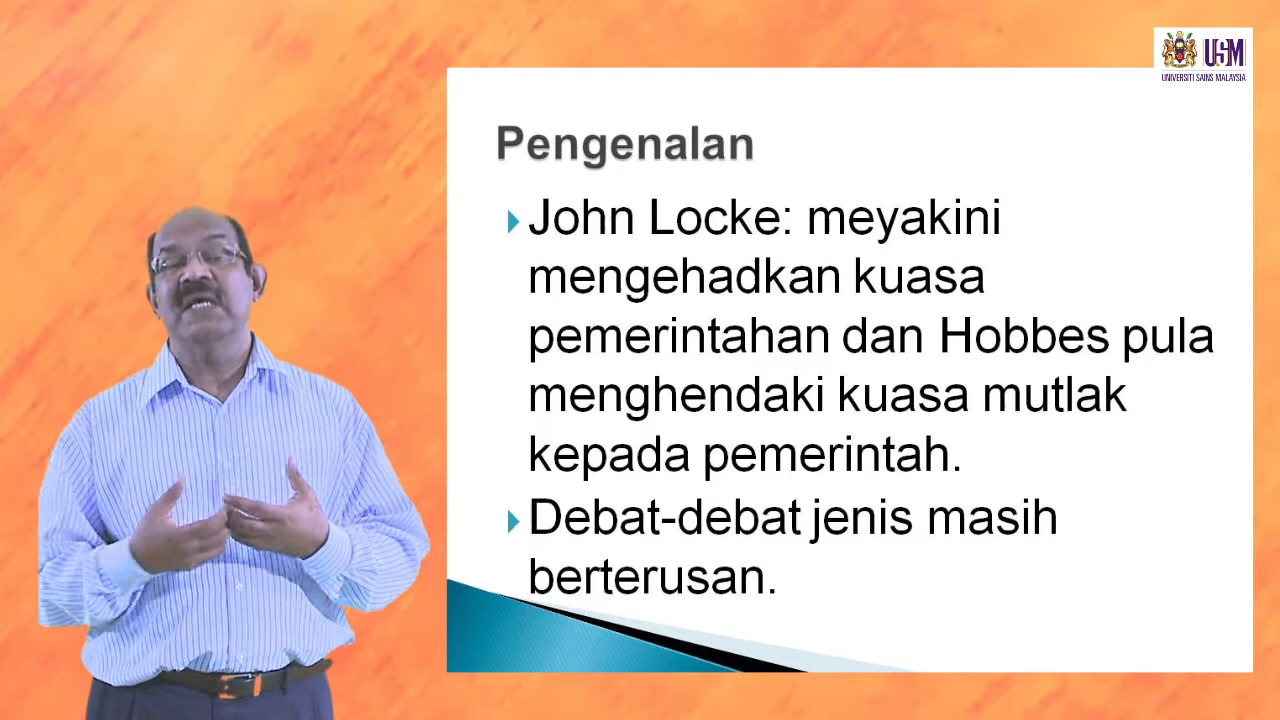 USM
UNIVERSITI SAINS MALAYSIA
Pengenalan
John Locke: meyakini
mengehadkan kuasa
pemerintahan dan Hobbes pula
menghendaki kuasa mutlak
kepada pemerintah.
Debat-debat jenis masih
berterusan.